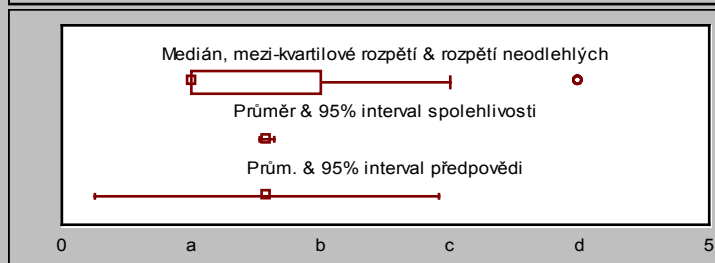 Medián, mezi-kvartilové rozpětí & rozpětí neodlehlých
Průměr & 95% interval spolehlivosti
Prům. & 95% interval předpovědi
0 a b c d 5